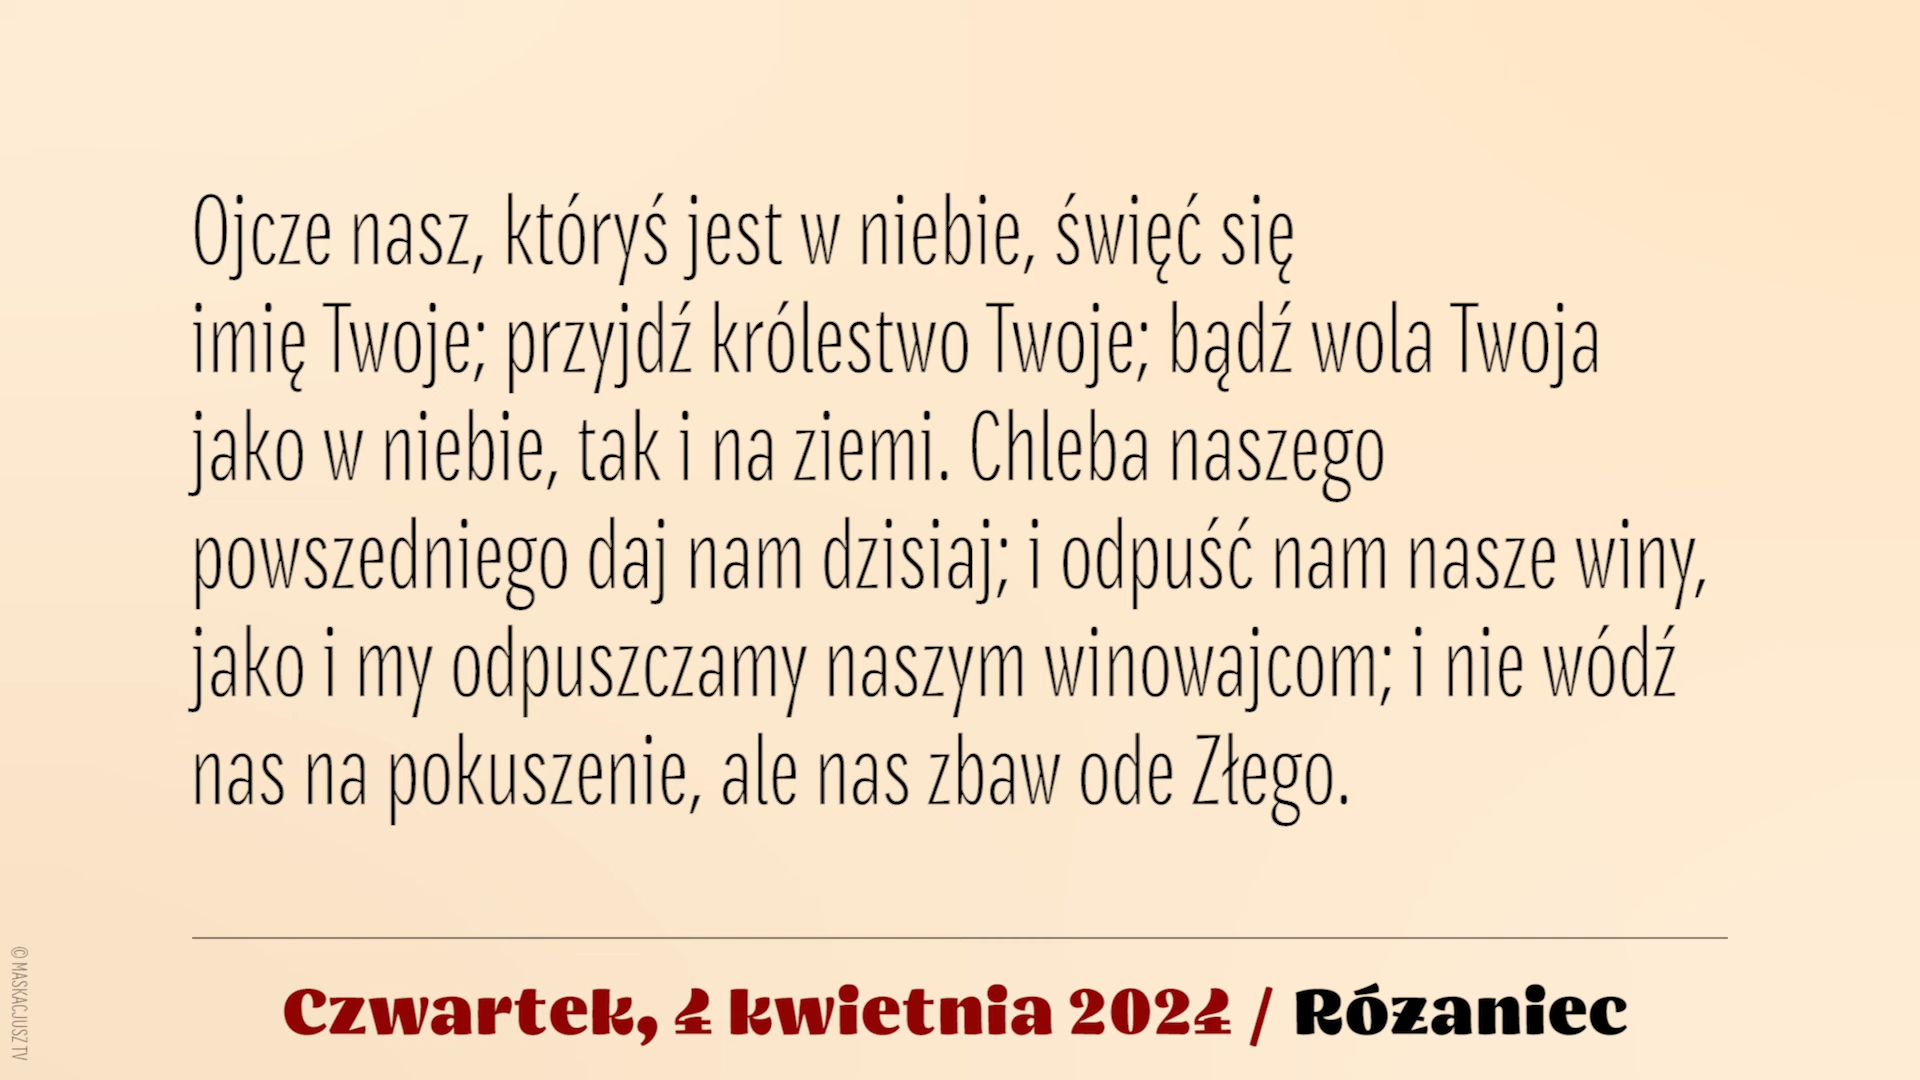 Ojcze nasz, któryś jest w niebie, święć się
imię Twoje; przyjdź królestwo Twoje; bądź wola Twoja
jako w niebie, tak i na ziemi. Chleba naszego
powszedniego daj nam dzisiaj; i odpuść nam nasze winy,
jako i my odpuszczamy naszym winowajcom; i nie wódź
nas na pokuszenie, ale nas zbaw ode Złego.
Czwartek, 4 kwietnia 2024 / Różaniec
© MASKACJUSZ TV